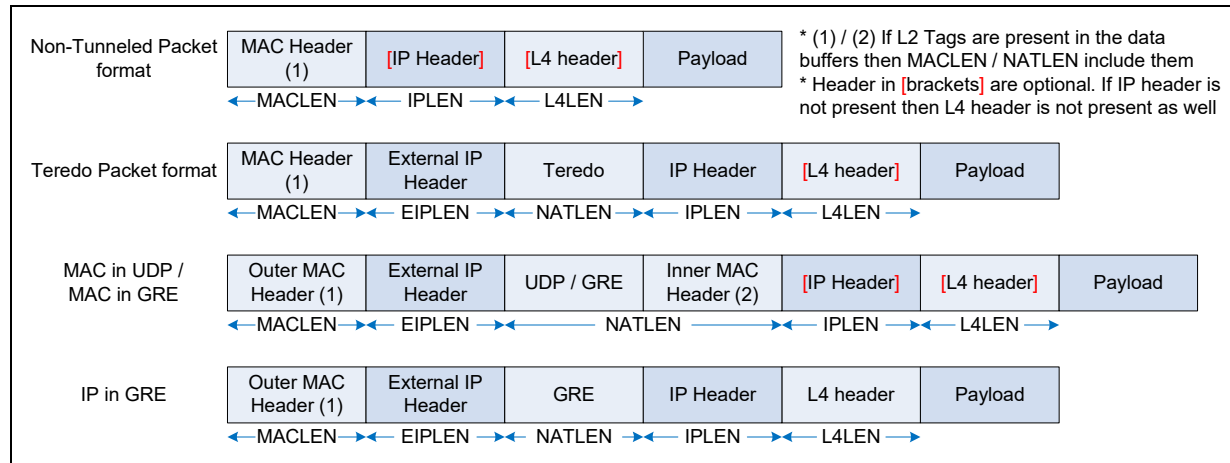 Non-Tunneled Packet
format
MAC Header
(1)
[IP Header]
[L4 header]
Payload
MACLEN
IPLEN
L4LEN
* (1) / (2) If L2 Tags are present in the data
buffers then MACLEN / NATLEN include them
* Header in [brackets] are optional. If IP header is
not present then L4 header is not present as well
Teredo Packet format
MAC Header
(1)
External IP
Header
Teredo
IP Header
[L4 header]
Payload
MACLEN
EIPLEN
NATLEN
IPLEN
L4LEN
MAC in UDP /
MAC in GRE
Outer MAC
Header (1)
External IP
Header
UDP / GRE
Inner MAC
Header (2)
[IP Header]
[L4 header]
Payload
MACLEN
EIPLEN
NATLEN
IPLEN
L4LEN
IP in GRE
Outer MAC
Header (1)
External IP
Header
GRE
IP Header
L4 header
Payload
MACLEN
EIPLEN
NATLEN
IPLEN
L4LEN